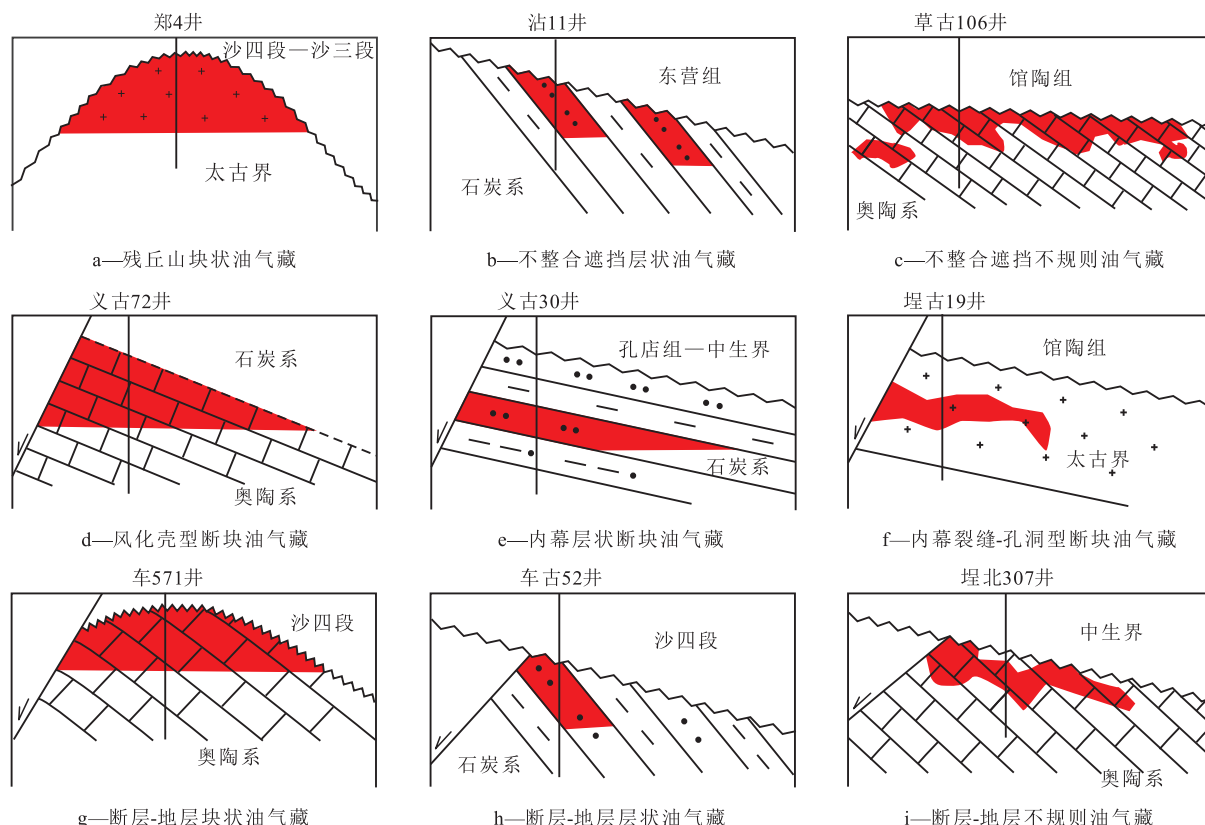 郑4井
沙四段—沙三段
太古界
a—残丘山块状油气藏
沾11井
东营组
石炭系
b—不整合遮挡层状油气藏
草古106井
馆陶组
奥陶系
c—不整合遮挡不规则油气藏
义古72井
石炭系
奥陶系
d—风化壳型断块油气藏
义古30井
孔店组—中生界
石炭系
e—内幕层状断块油气藏
埕古19井
馆陶组
太古界
f—内幕裂缝-孔洞型断块油气藏
车571井
沙四段
奥陶系
g—断层-地层块状油气藏
车古52井
沙四段
石炭系
h—断层-地层层状油气藏
埕北307井
中生界
奥陶系
i—断层-地层不规则油气藏